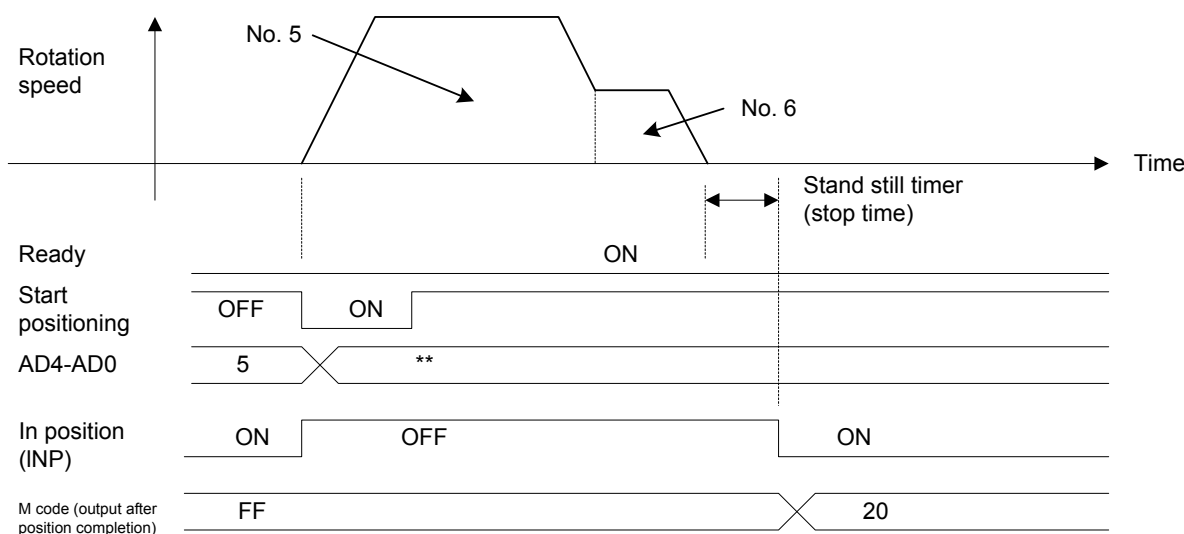 Rotation
speed
No. 5
No. 6
Time
Stand still timer
(stop time)
Ready
ON
Start
positioning
OFF
ON
AD4-AD0
5
**
In position
(INP)
ON
OFF
ON
M code (output after
position completion)
FF
20